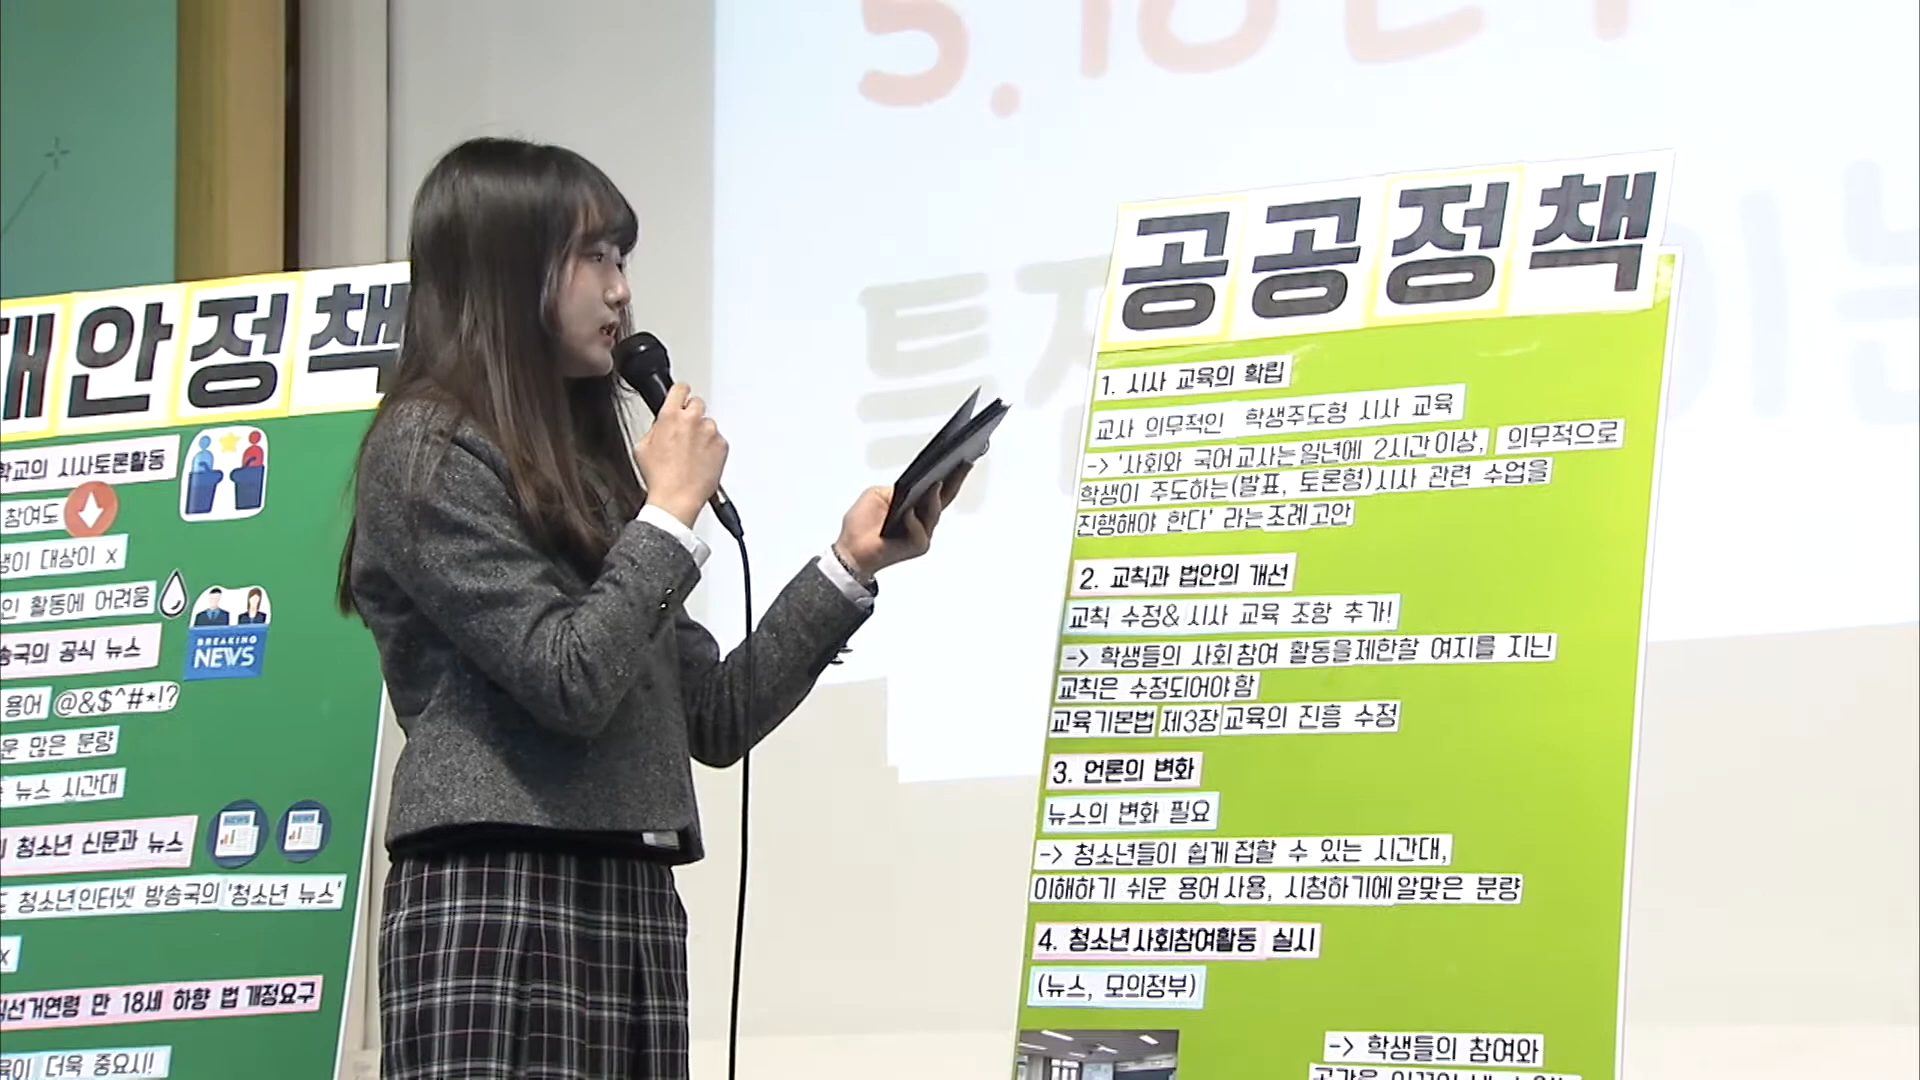 5.18
특
이는
대안정책
학교의 시사토론활동
참여도
대상이 x
활동에 어려움
공식 뉴스
BREAKING
NEWS
용어 @&$^#*!?
많은 분량
뉴스 시간대
청소년 신문과 뉴스
NEWS
NEWS
청소년인터넷 방송국의 '청소년 뉴스'
x
선거연령 만 18세 하향 법 개정요구
더욱 중요시!
공공정책
1. 시사 교육의 확립
교사 의무적인 학생주도형 시사 교육
-> '사회와 국어교사는 일년에 2시간 이상, 의무적으로
학생이 주도하는(발표, 토론형)시사 관련 수업을
진행해야 한다' 라는 조례 고안
2. 교칙과 법안의 개선
교칙 수정& 시사 교육 조항 추가!
-> 학생들의 사회 참여 활동을 제한할 여지를 지닌
교칙은 수정되어야 함
교육기본법 제3장 교육의 진흥 수정
3. 언론의 변화
뉴스의 변화 필요
-> 청소년들이 쉽게 접할 수 있는 시간대,
이해하기 쉬운 용어 사용, 시청하기에 알맞은 분량
4. 청소년 사회참여활동 실시
(뉴스, 모의정부)
-> 학생들의 참여와